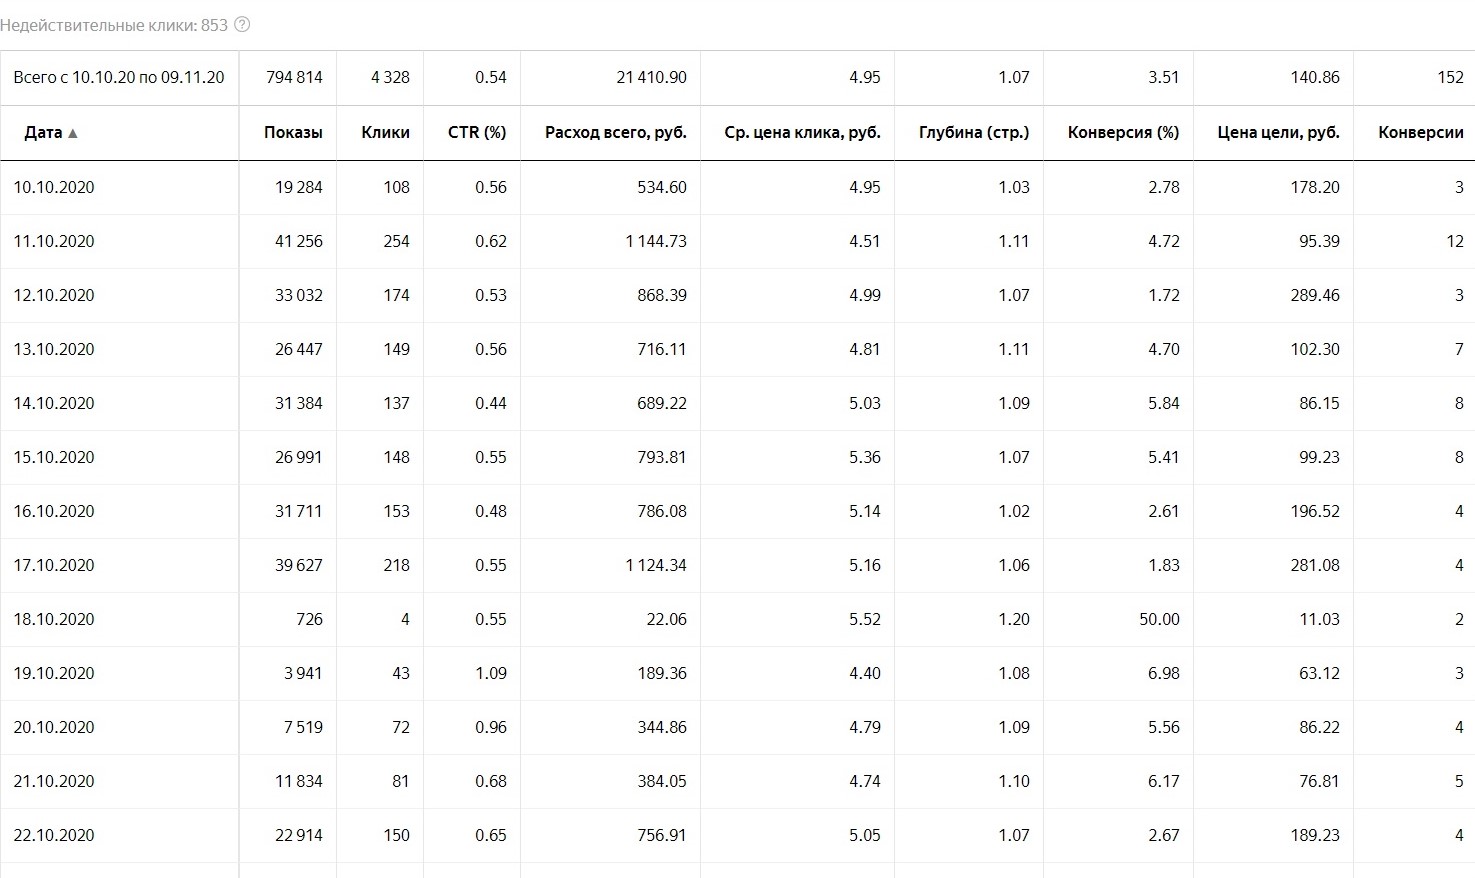 Недействительные клики: 853 ?
Всего с 10.10.20 по 09.11.20 794 814 4 328 0.54 21 410.90 4.95 1.07 3.51 140.86 152
Дата ▲ Показы Клики CTR (%) Расход всего, руб. Ср. цена клика, руб. Глубина (стр.) Конверсия (%) Цена цели, руб. Конверсии
10.10.2020 19 284 108 0.56 534.60 4.95 1.03 2.78 178.20 3
11.10.2020 41 256 254 0.62 1 144.73 4.51 1.11 4.72 95.39 12
12.10.2020 33 032 174 0.53 868.39 4.99 1.07 1.72 289.46 3
13.10.2020 26 447 149 0.56 716.11 4.81 1.11 4.70 102.30 7
14.10.2020 31 384 137 0.44 689.22 5.03 1.09 5.84 86.15 8
15.10.2020 26 991 148 0.55 793.81 5.36 1.07 5.41 99.23 8
16.10.2020 31 711 153 0.48 786.08 5.14 1.02 2.61 196.52 4
17.10.2020 39 627 218 0.55 1 124.34 5.16 1.06 1.83 281.08 4
18.10.2020 726 4 0.55 22.06 5.52 1.20 50.00 11.03 2
19.10.2020 3 941 43 1.09 189.36 4.40 1.08 6.98 63.12 3
20.10.2020 7 519 72 0.96 344.86 4.79 1.09 5.56 86.22 4
21.10.2020 11 834 81 0.68 384.05 4.74 1.10 6.17 76.81 5
22.10.2020 22 914 150 0.65 756.91 5.05 1.07 2.67 189.23 4